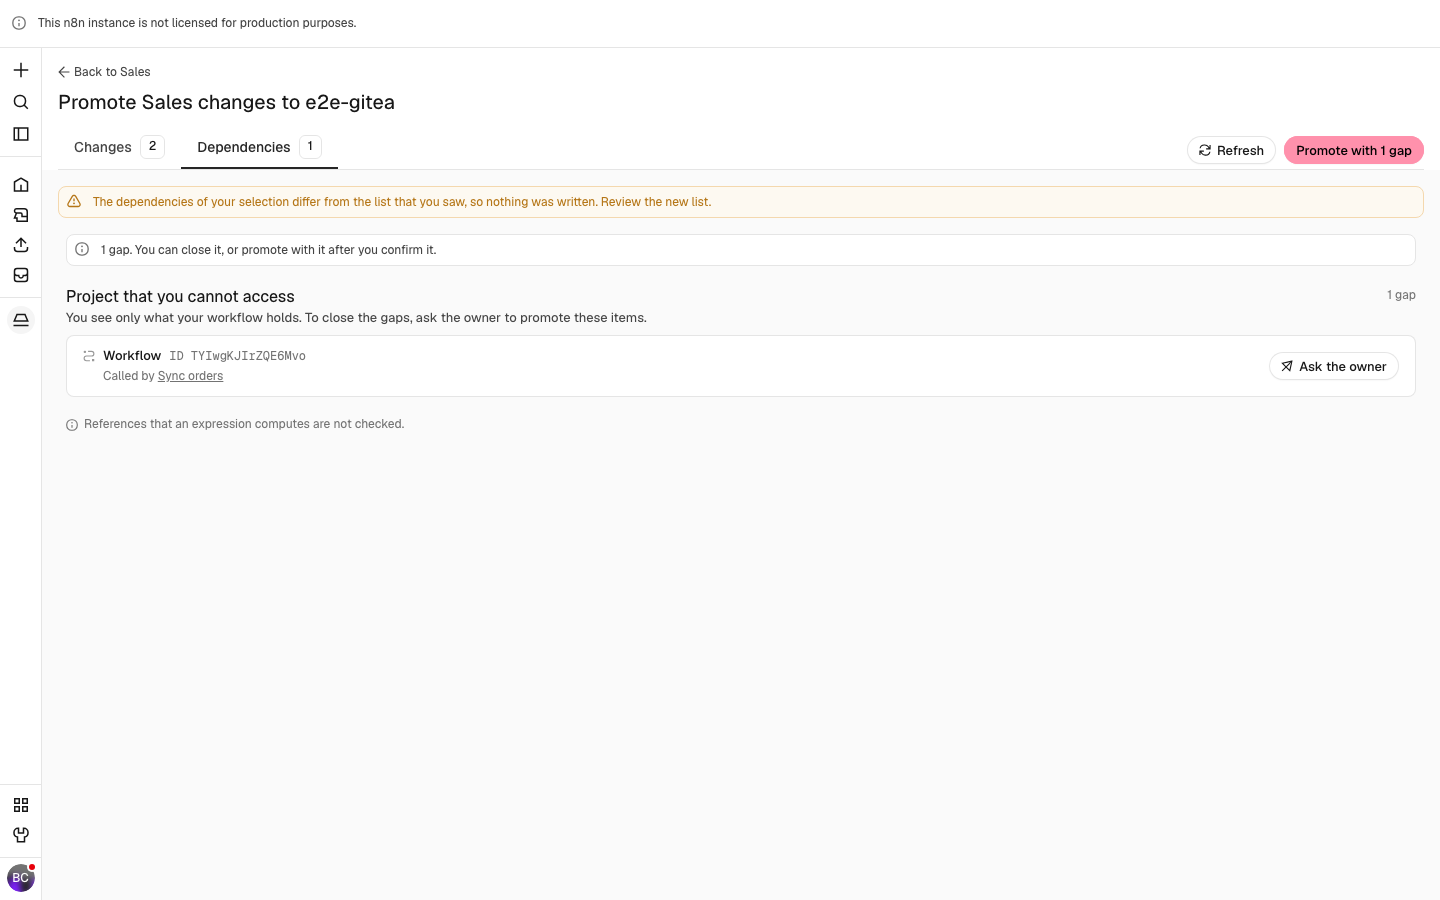 This n8n instance is not licensed for production purposes.
Back to Sales
Promote Sales changes to e2e-gitea
Changes 2 Dependencies 1 Refresh Promote with 1 gap
The dependencies of your selection differ from the list that you saw, so nothing was written. Review the new list.
1 gap. You can close it, or promote with it after you confirm it.
Project that you cannot access 1 gap
You see only what your workflow holds. To close the gaps, ask the owner to promote these items.
Workflow ID TYIwgKJIrZQE6Mvo
Called by Sync orders
Ask the owner
References that an expression computes are not checked.
BC